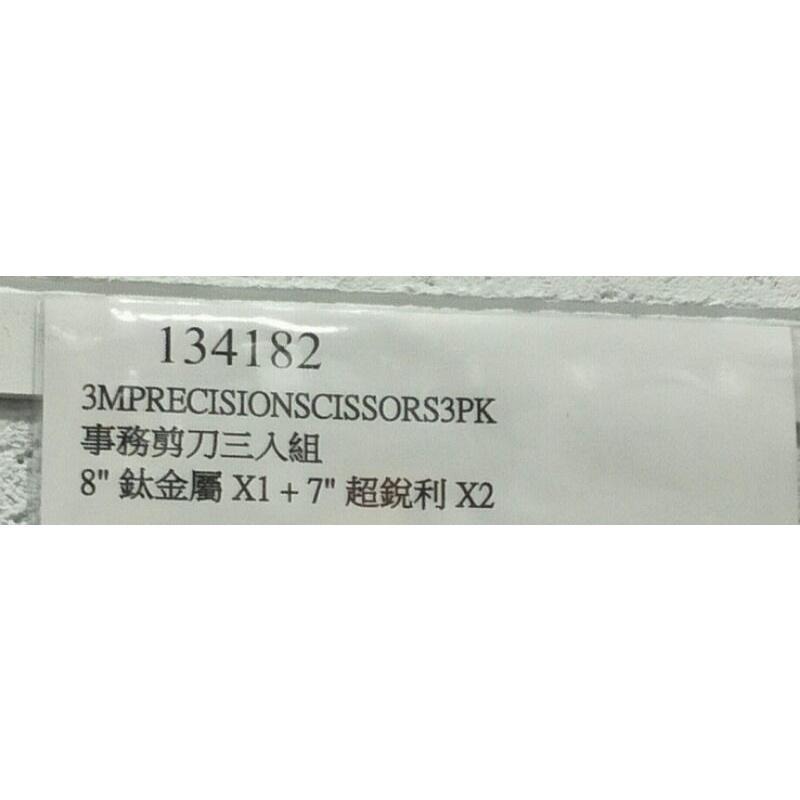 134182
3MPRECISIONSCISSORS3PK
事務剪刀三入組
8" 鈦金屬 X1 + 7" 超銳利 X2